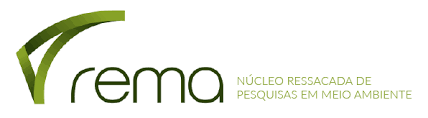 rema
NÚCLEO RESSACADA DE
PESQUISAS EM MEIO AMBIENTE